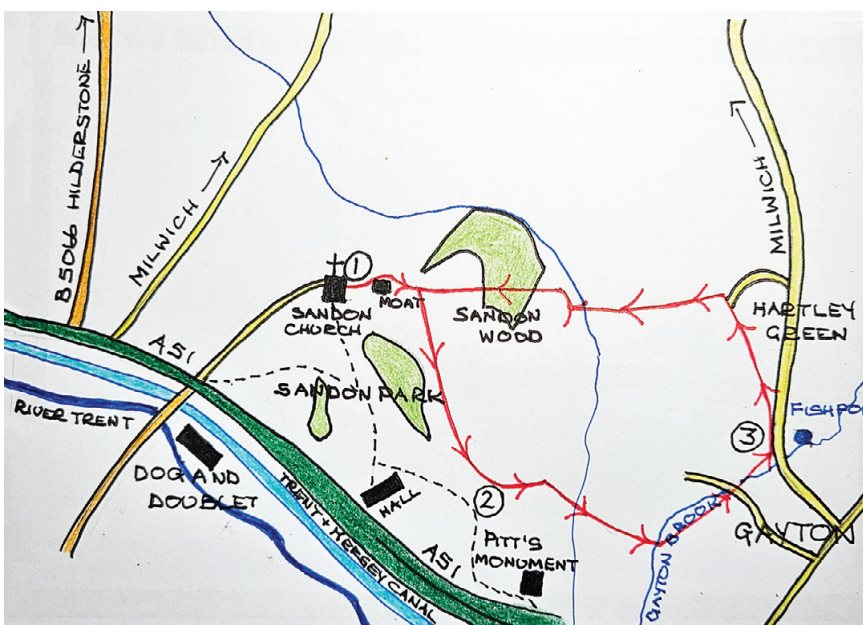 B5066 HILDERSTONE
MILWICH
MILWICH
1
SANDON
CHURCH
MOAT
SANDON
WOOD
HARTLEY
GREEN
A51
SANDON PARK
RIVER TRENT
3
FISHPO
DOG AND
DOUBLET
HALL
2
TRENT + MERSEY CANAL
A51
PITT'S
MONUMENT
GAYTON BROOK
GAYTON